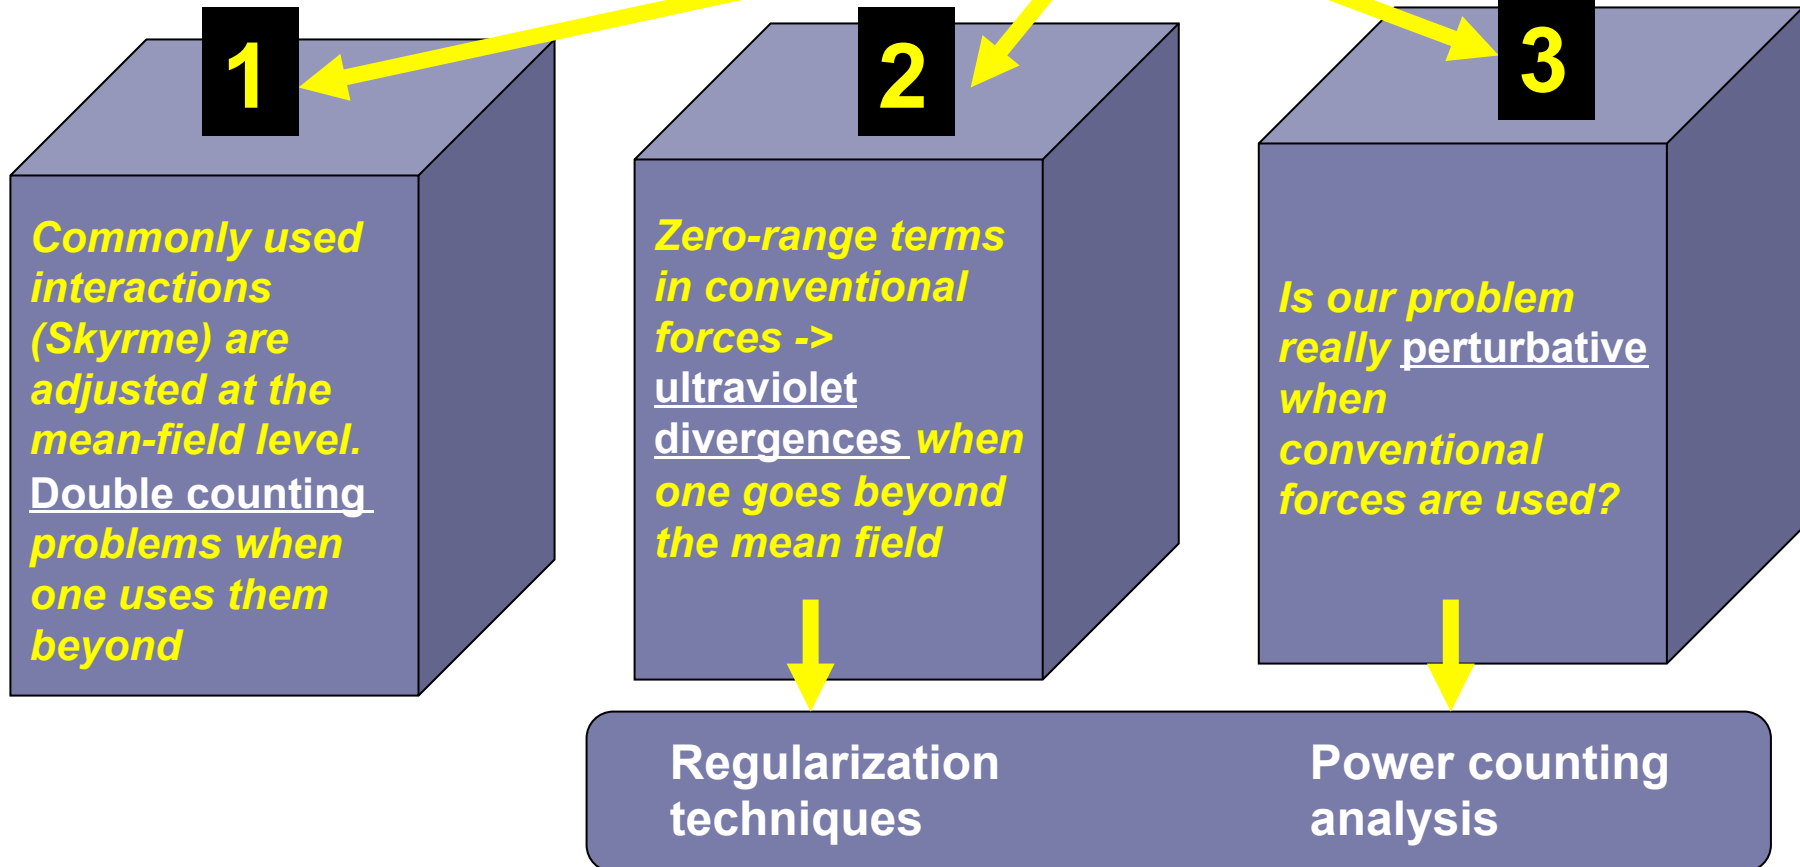 1
Commonly used
interactions
(Skyrme) are
adjusted at the
mean-field level.
Double counting
problems when
one uses them
beyond
2
Zero-range terms
in conventional
forces ->
ultraviolet
divergences when
one goes beyond
the mean field
3
Is our problem
really perturbative
when
conventional
forces are used?
Regularization
techniques
Power counting
analysis